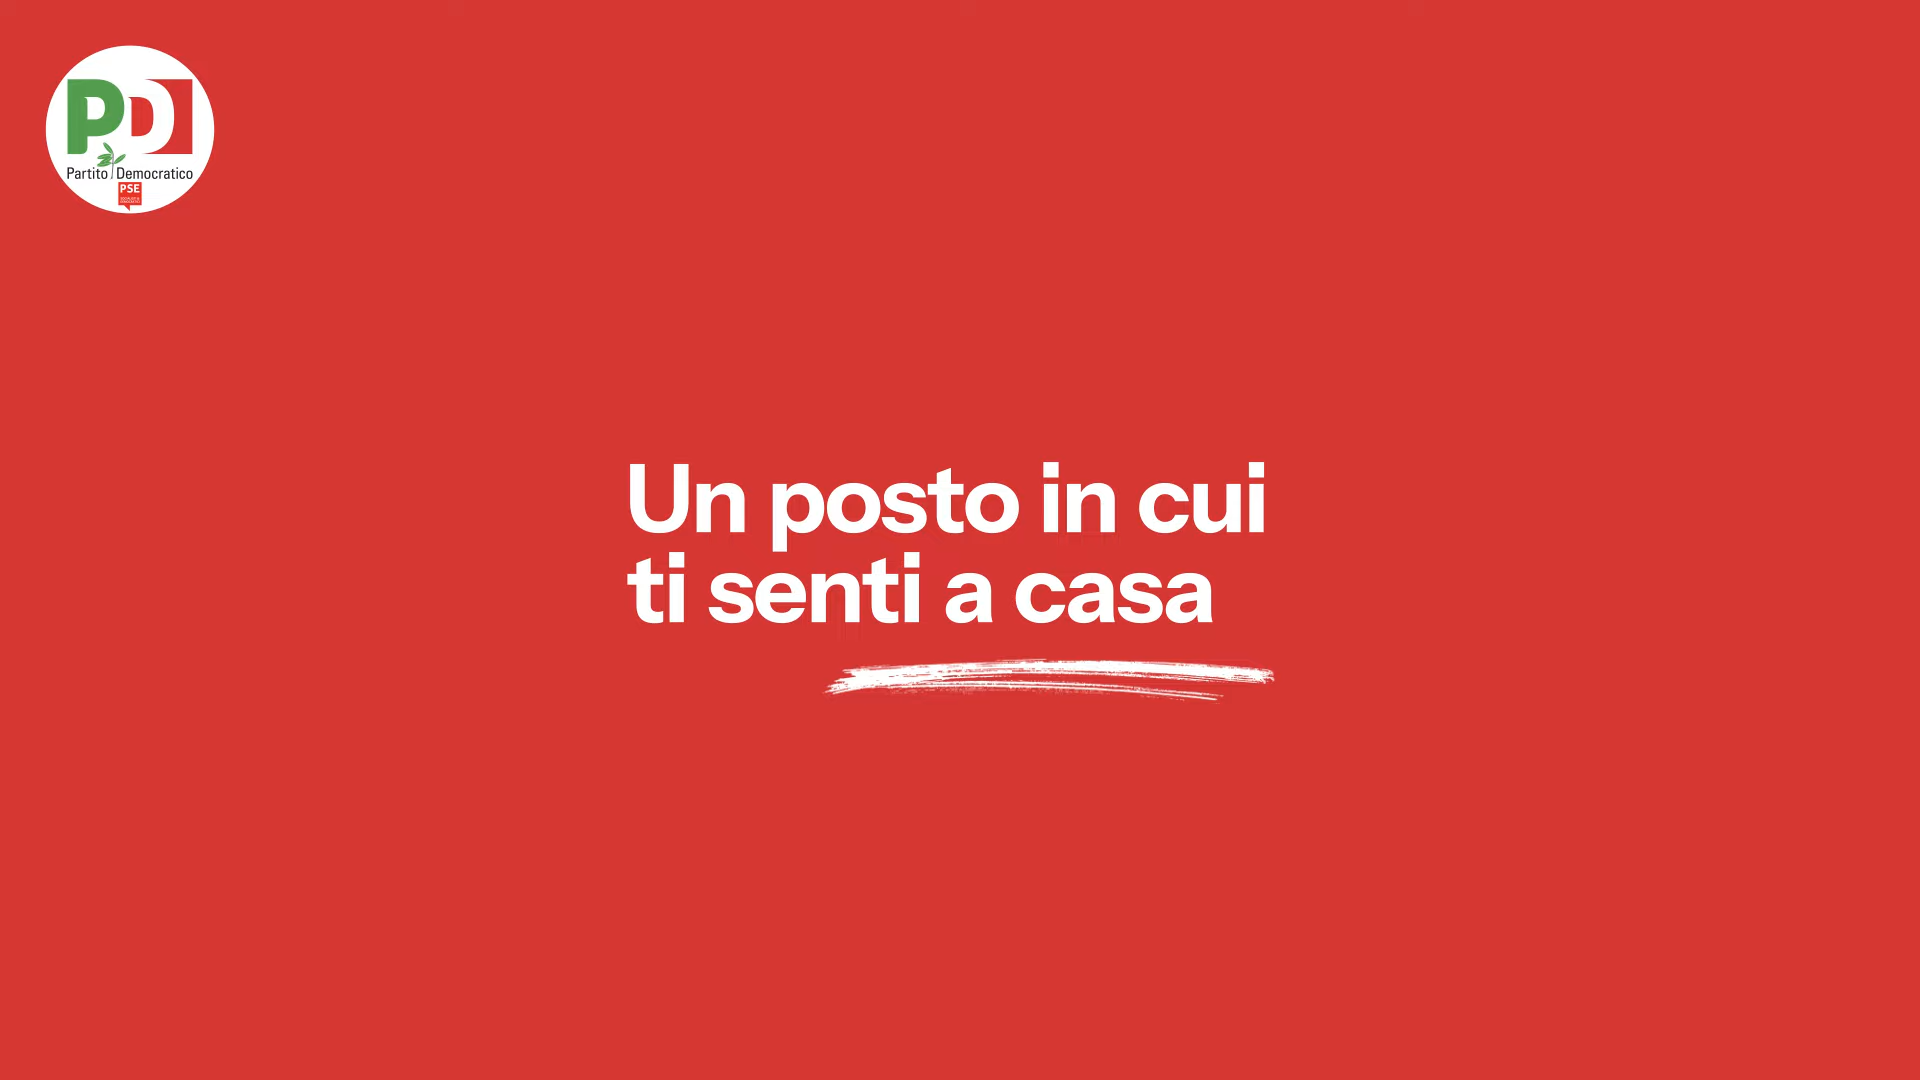 PD
Partito Democratico
PSE
Un posto in cui
ti senti a casa